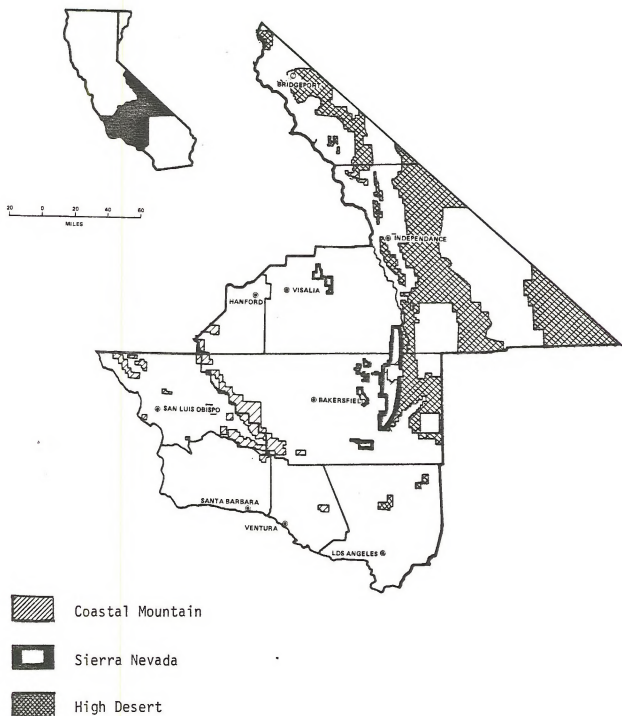 BRIDGEPORT
20 0 20 40 60
MILES
INDEPENDANCE
HANFORD
VISALIA
BAKERSFIEL
SAN LUIS OBISPO
SANTA BARBARA
VENTURA
LOS ANGELES
Coastal Mountain
Sierra Nevada
High Desert